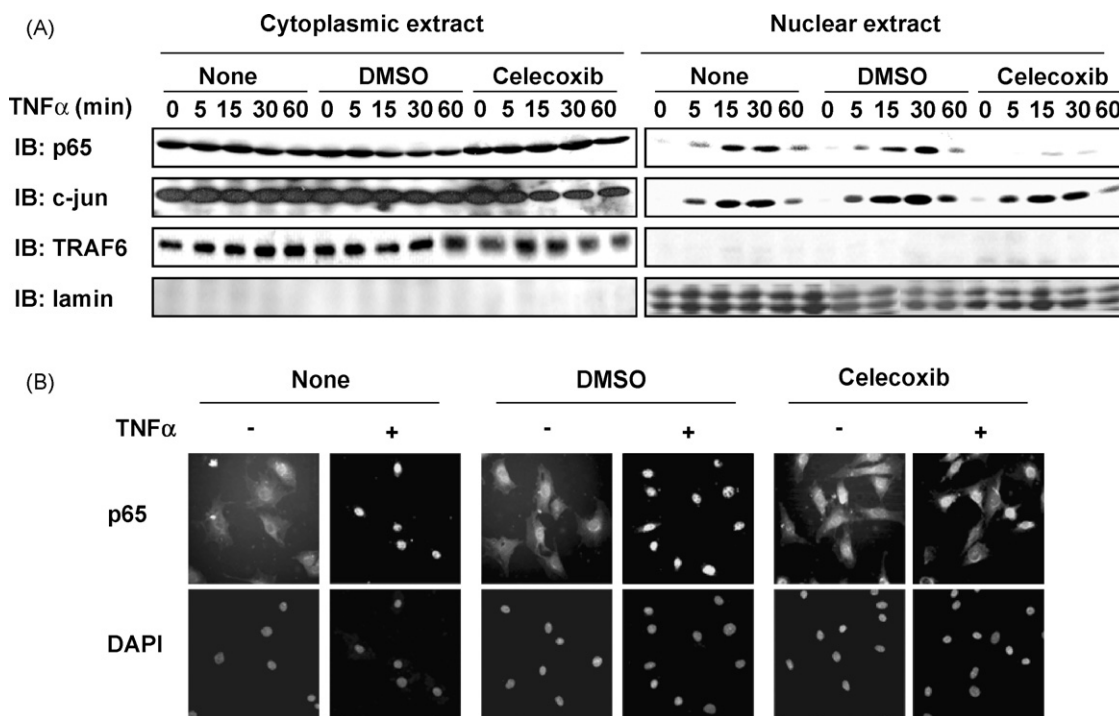 (A)
Cytoplasmic extract Nuclear extract
None DMSO Celecoxib None DMSO Celecoxib
TNFα (min) 0 5 15 30 60 0 5 15 30 60 0 5 15 30 60 0 5 15 30 60 0 5 15 30 60 0 5 15 30 60
IB: p65
IB: c-jun
IB: TRAF6
IB: lamin
(B)
None DMSO Celecoxib
TNFα - + - + - +
p65
DAPI